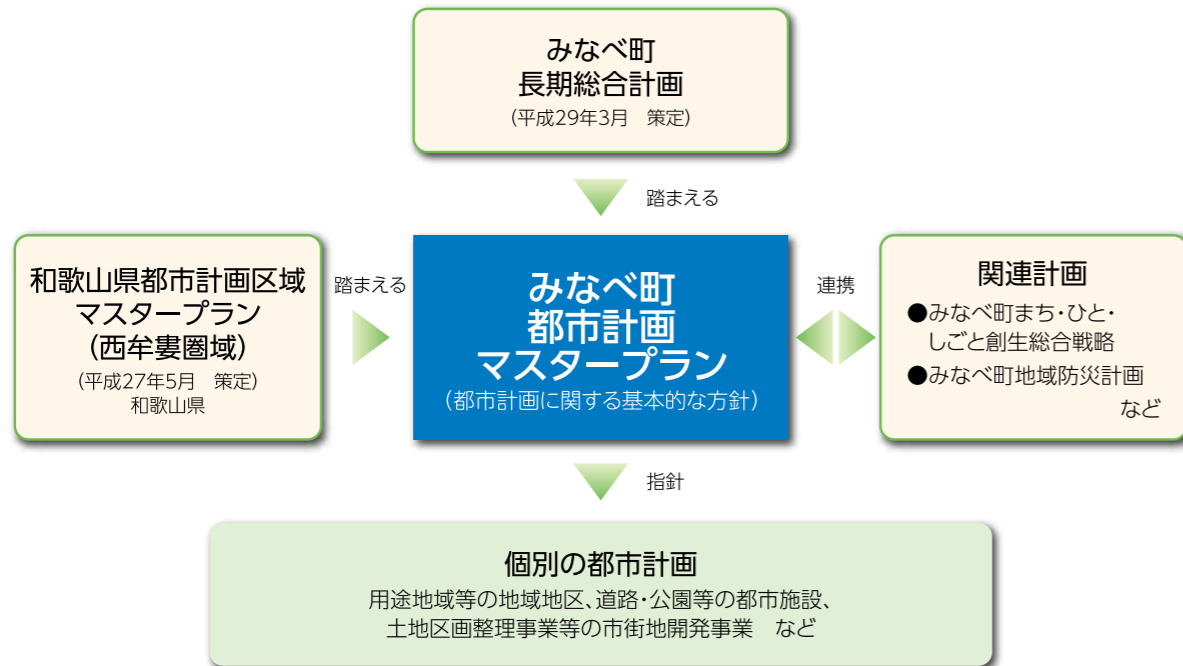 みなべ町
長期総合計画
(平成29年3月　策定)
踏まえる
和歌山県都市計画区域
マスタープラン
(西牟婁圏域)
(平成27年5月　策定)
和歌山県
踏まえる
みなべ町
都市計画
マスタープラン
(都市計画に関する基本的な方針)
連携
関連計画
●みなべ町まち・ひと・
しごと創生総合戦略
●みなべ町地域防災計画
など
指針
個別の都市計画
用途地域等の地域地区、道路・公園等の都市施設、
土地区画整理事業等の市街地開発事業　など